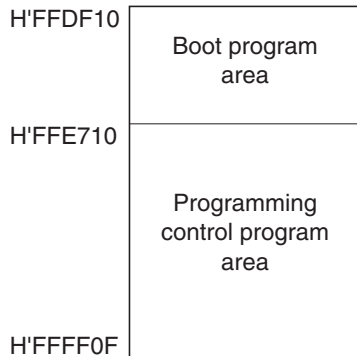 H'FFDF10
Boot program
area
H'FFE710
Programming
control program
area
H'FFFF0F